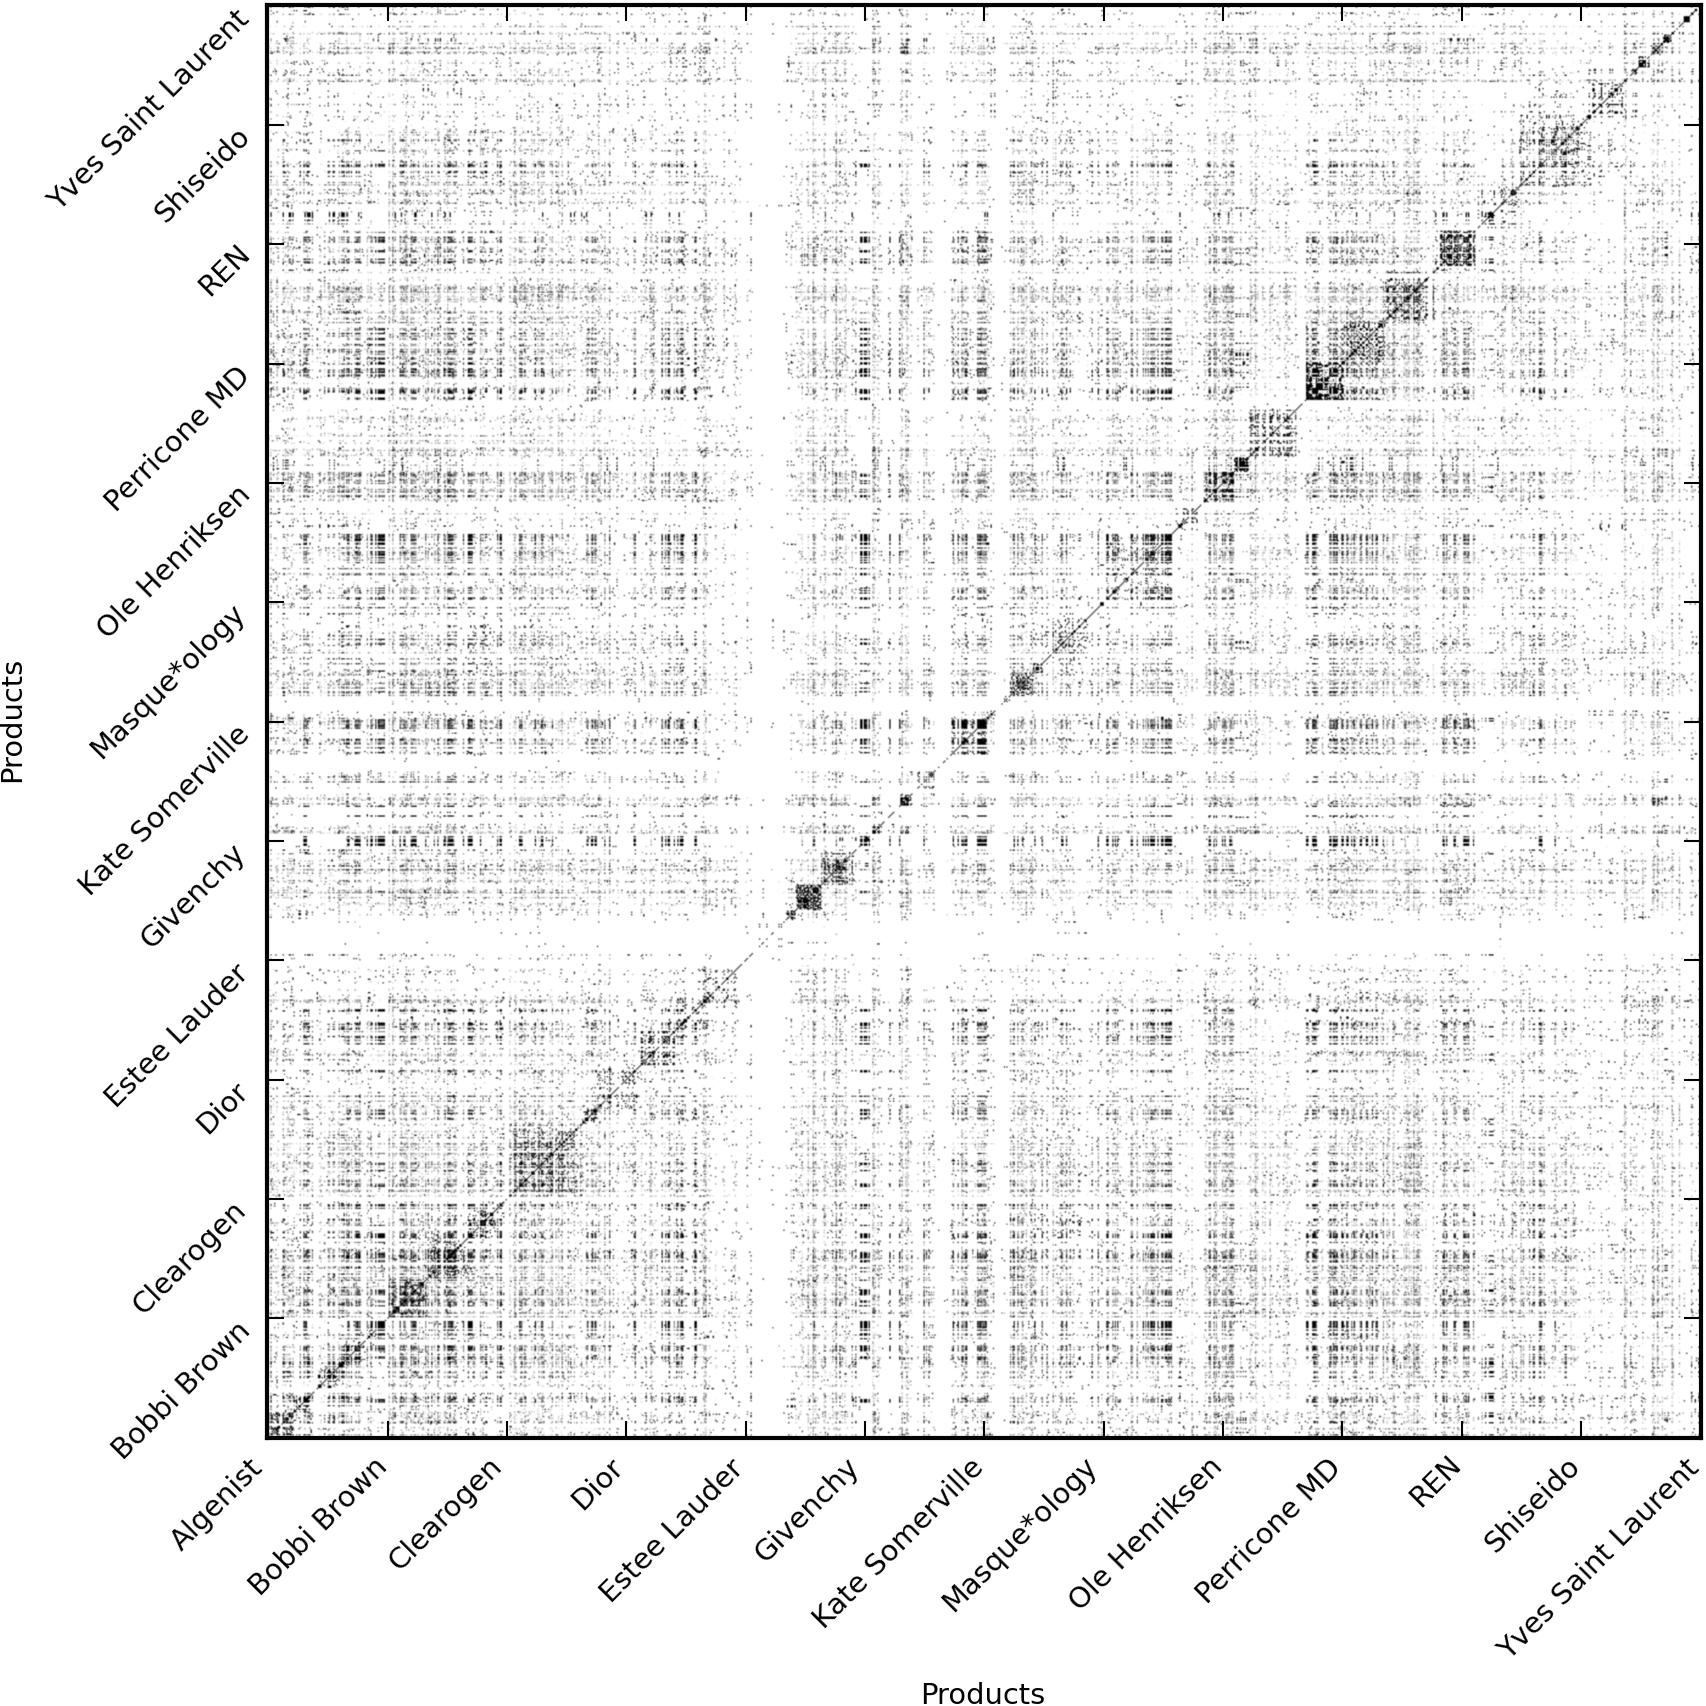 Yves Saint Laurent
Shiseido
REN
Perricone MD
Ole Henriksen
Masque*ology
Kate Somerville
Givenchy
Estee Lauder
Dior
Clearogen
Bobbi Brown
Products
Algenist
Bobbi Brown
Clearogen
Dior
Estee Lauder
Givenchy
Kate Somerville
Masque*ology
Ole Henriksen
Perricone MD
REN
Shiseido
Yves Saint Laurent
Products